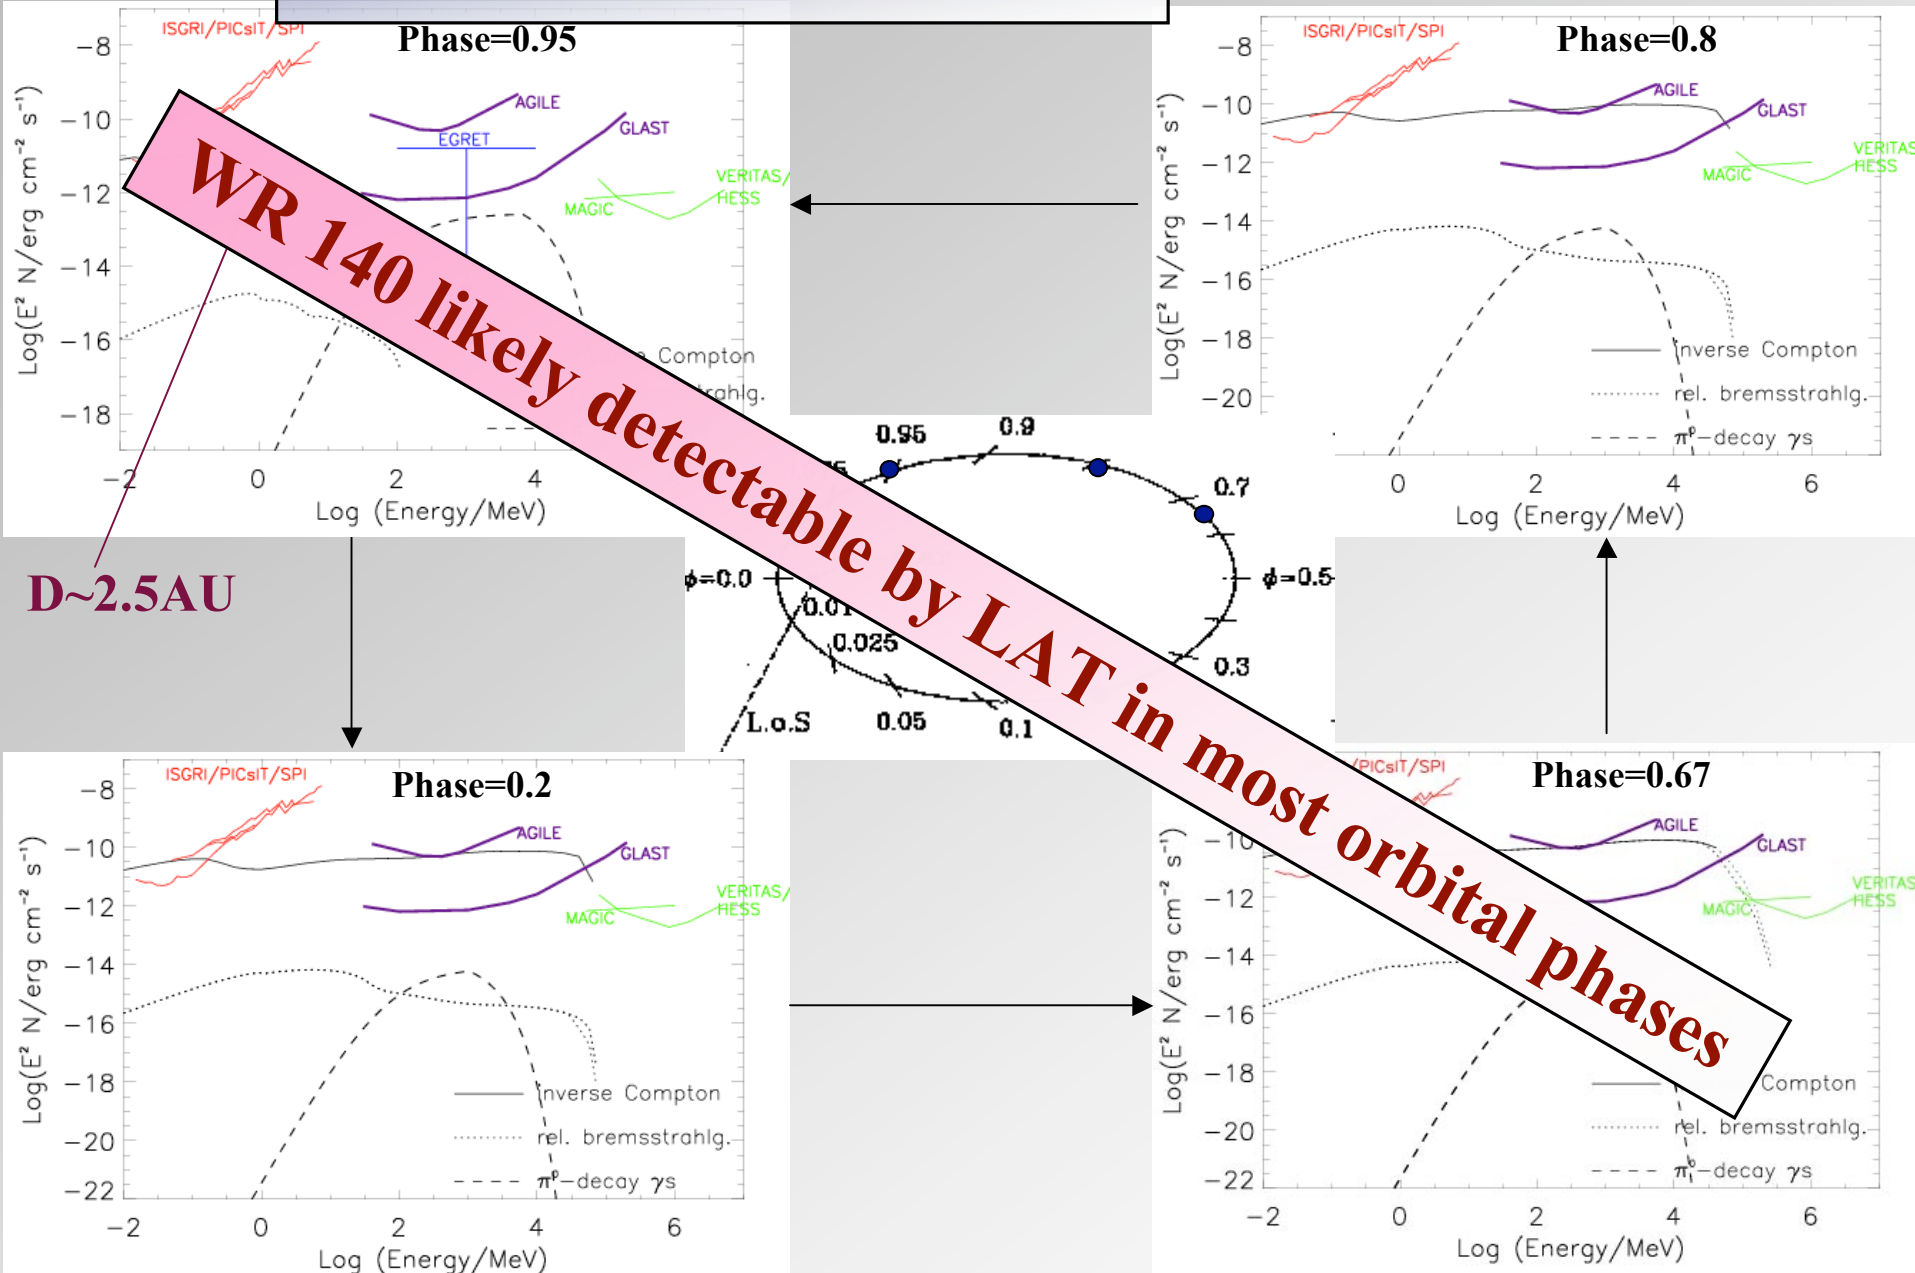 ISGRI/PICsIT/SPI
Phase=0.95
AGILE
GLAST
EGRET
VERITAS/
HESS
MAGIC
Compton
rahlg.
-8
-10
-12
-14
-16
-18
Log(E² N/erg cm⁻² s⁻¹)
-2 0 2 4
Log (Energy/MeV)
ISGRI/PICsIT/SPI
Phase=0.8
AGILE
GLAST
VERITAS
HESS
MAGIC
Inverse Compton
rel. bremsstrahlg.
π⁰-decay γs
-8
-10
-12
-14
-16
-18
-20
Log(E² N/erg cm⁻² s⁻¹)
0 2 4 6
Log (Energy/MeV)
WR 140 likely detectable by LAT in most orbital phases
D~2.5AU
0.95
0.9
0.7
ϕ=0.0
ϕ=0.5
0.01
0.025
0.3
L.o.S
0.05
0.1
ISGRI/PICsIT/SPI
Phase=0.2
AGILE
GLAST
VERITAS/
HESS
MAGIC
Inverse Compton
rel. bremsstrahlg.
π⁰-decay γs
-8
-10
-12
-14
-16
-18
-20
-22
Log(E² N/erg cm⁻² s⁻¹)
-2 0 2 4 6
Log (Energy/MeV)
/PICsIT/SPI
Phase=0.67
AGILE
GLAST
VERITAS
HESS
MAGIC
Compton
rel. bremsstrahlg.
π⁰-decay γs
-10
-12
-14
-16
-18
-20
-22
Log(E² N/erg cm⁻² s⁻¹)
-2 0 2 4 6
Log (Energy/MeV)